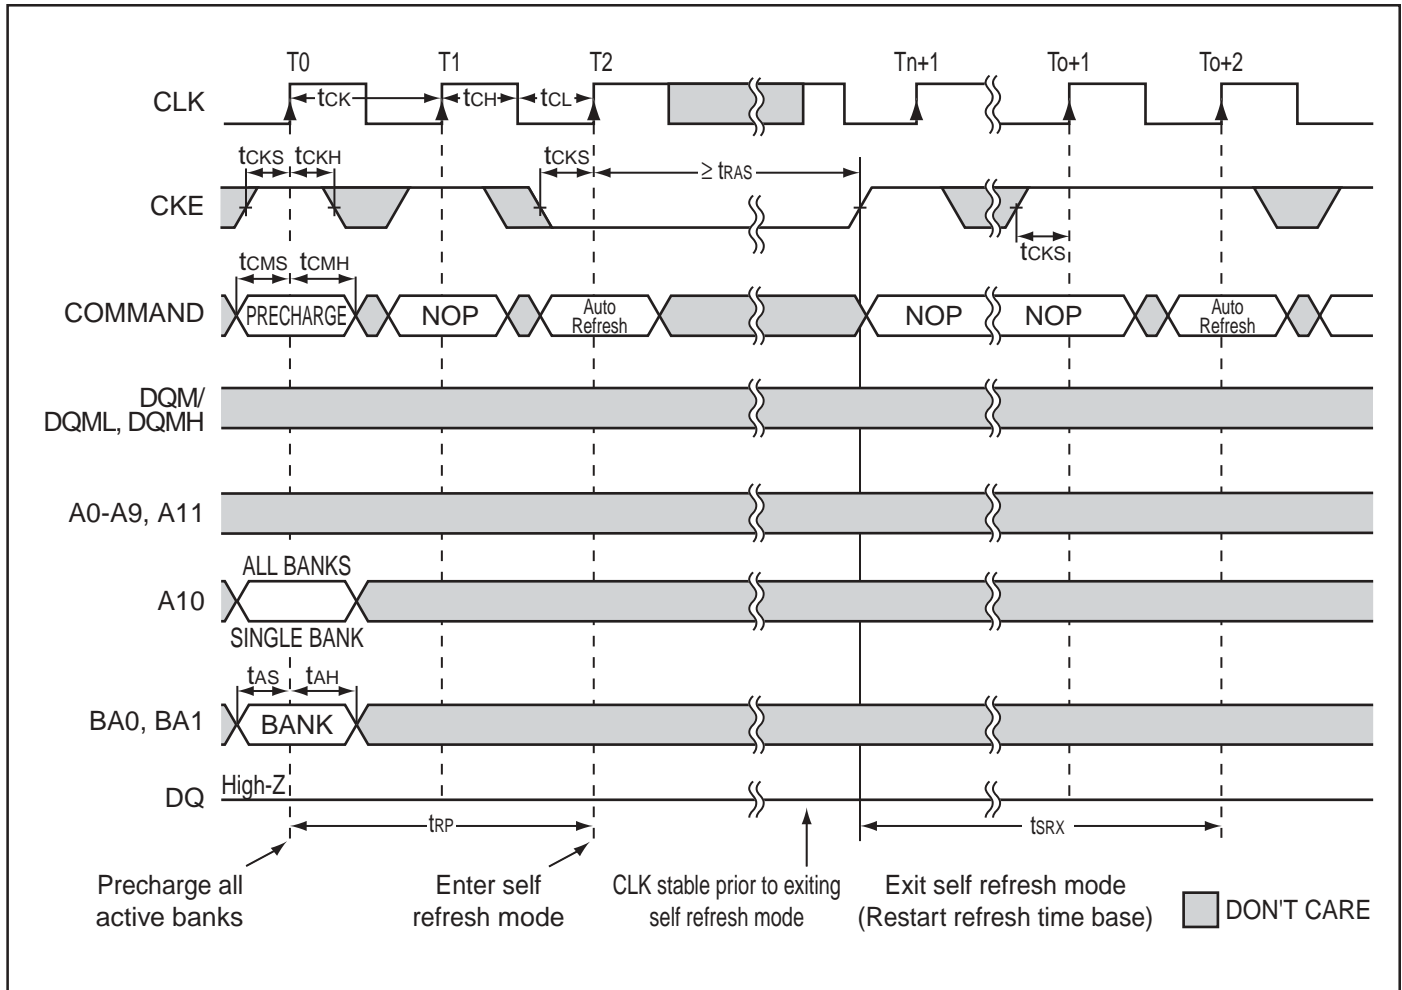 T0 T1 T2 Tn+1 To+1 To+2
CLK tCK tCH tCL
tCKS tCKH tCKS ≥ tRAS
CKE
tCKS
tCMS tCMH
COMMAND PRECHARGE NOP Auto Refresh NOP NOP Auto Refresh
DQM/
DQML, DQMH
A0-A9, A11
ALL BANKS
A10
SINGLE BANK
tAS tAH
BA0, BA1 BANK
DQ High-Z
tRP tSRX
Precharge all
active banks
Enter self
refresh mode
CLK stable prior to exiting
self refresh mode
Exit self refresh mode
(Restart refresh time base)
DON'T CARE